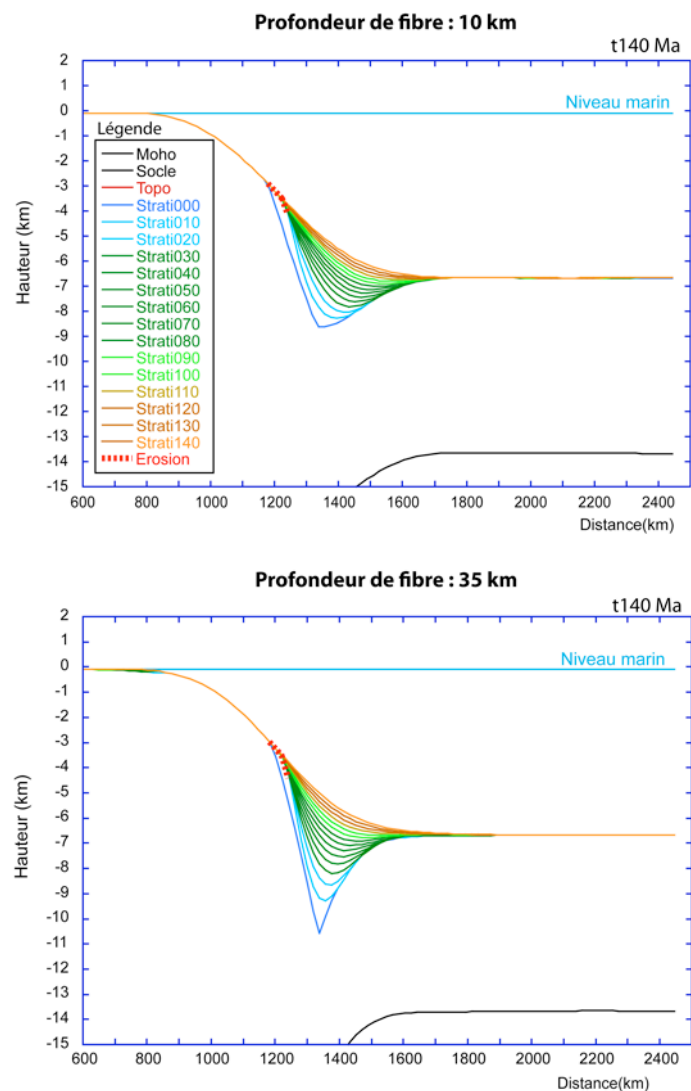 Profondeur de fibre : 10 km
t140 Ma
2
1
0
-1
-2
-3
-4
-5
-6
-7
-8
-9
-10
-11
-12
-13
-14
-15
Hauteur (km)
Niveau marin
Légende
Moho
Socle
Topo
Strati000
Strati010
Strati020
Strati030
Strati040
Strati050
Strati060
Strati070
Strati080
Strati090
Strati100
Strati110
Strati120
Strati130
Strati140
Erosion
600 800 1000 1200 1400 1600 1800 2000 2200 2400
Distance(km)
Profondeur de fibre : 35 km
t140 Ma
2
1
0
-1
-2
-3
-4
-5
-6
-7
-8
-9
-10
-11
-12
-13
-14
-15
Hauteur (km)
Niveau marin
600 800 1000 1200 1400 1600 1800 2000 2200 2400
Distance(km)